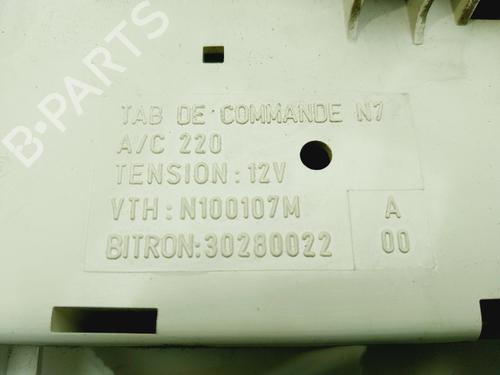 B-PARTS
TAB DE COMMANDE N7
A/C 220
TENSION: 12V
VTH: N100107M A
BITRON: 30280022 00